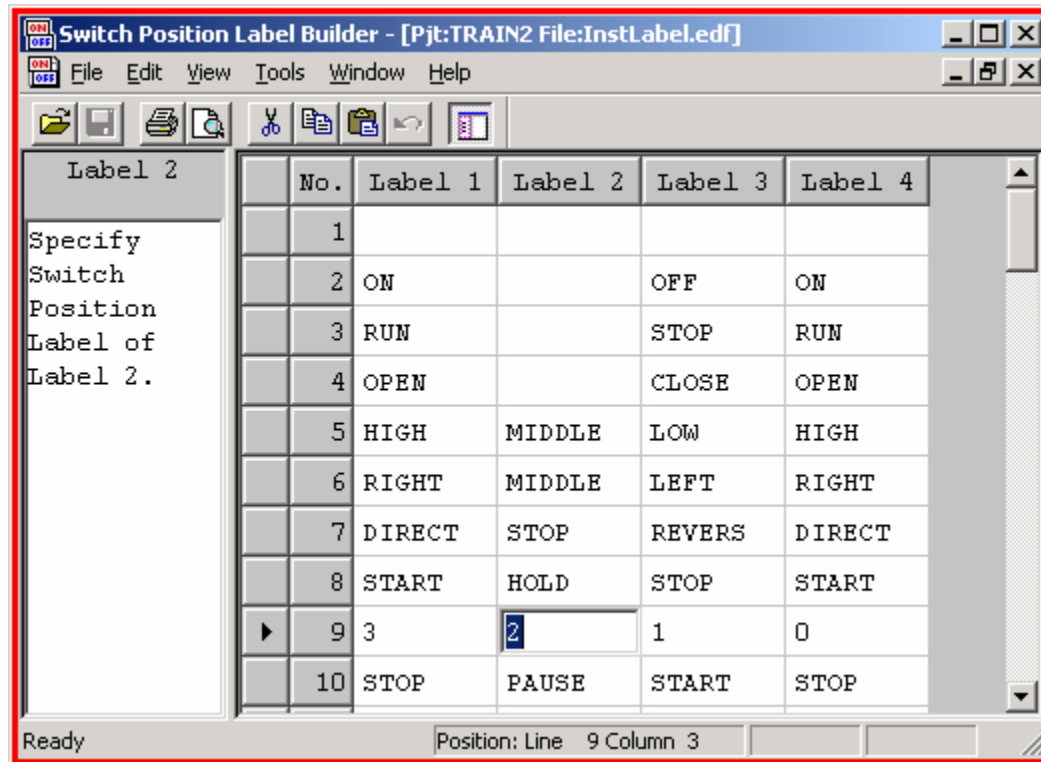 Switch Position Label Builder - [Pjt:TRAIN2 File:InstLabel.edf]
File Edit View Tools Window Help
Label 2
Specify
Switch
Position
Label of
Label 2.
No. Label 1 Label 2 Label 3 Label 4
1
2 ON OFF ON
3 RUN STOP RUN
4 OPEN CLOSE OPEN
5 HIGH MIDDLE LOW HIGH
6 RIGHT MIDDLE LEFT RIGHT
7 DIRECT STOP REVERS DIRECT
8 START HOLD STOP START
9 3 2 1 0
10 STOP PAUSE START STOP
Ready Position: Line 9 Column 3